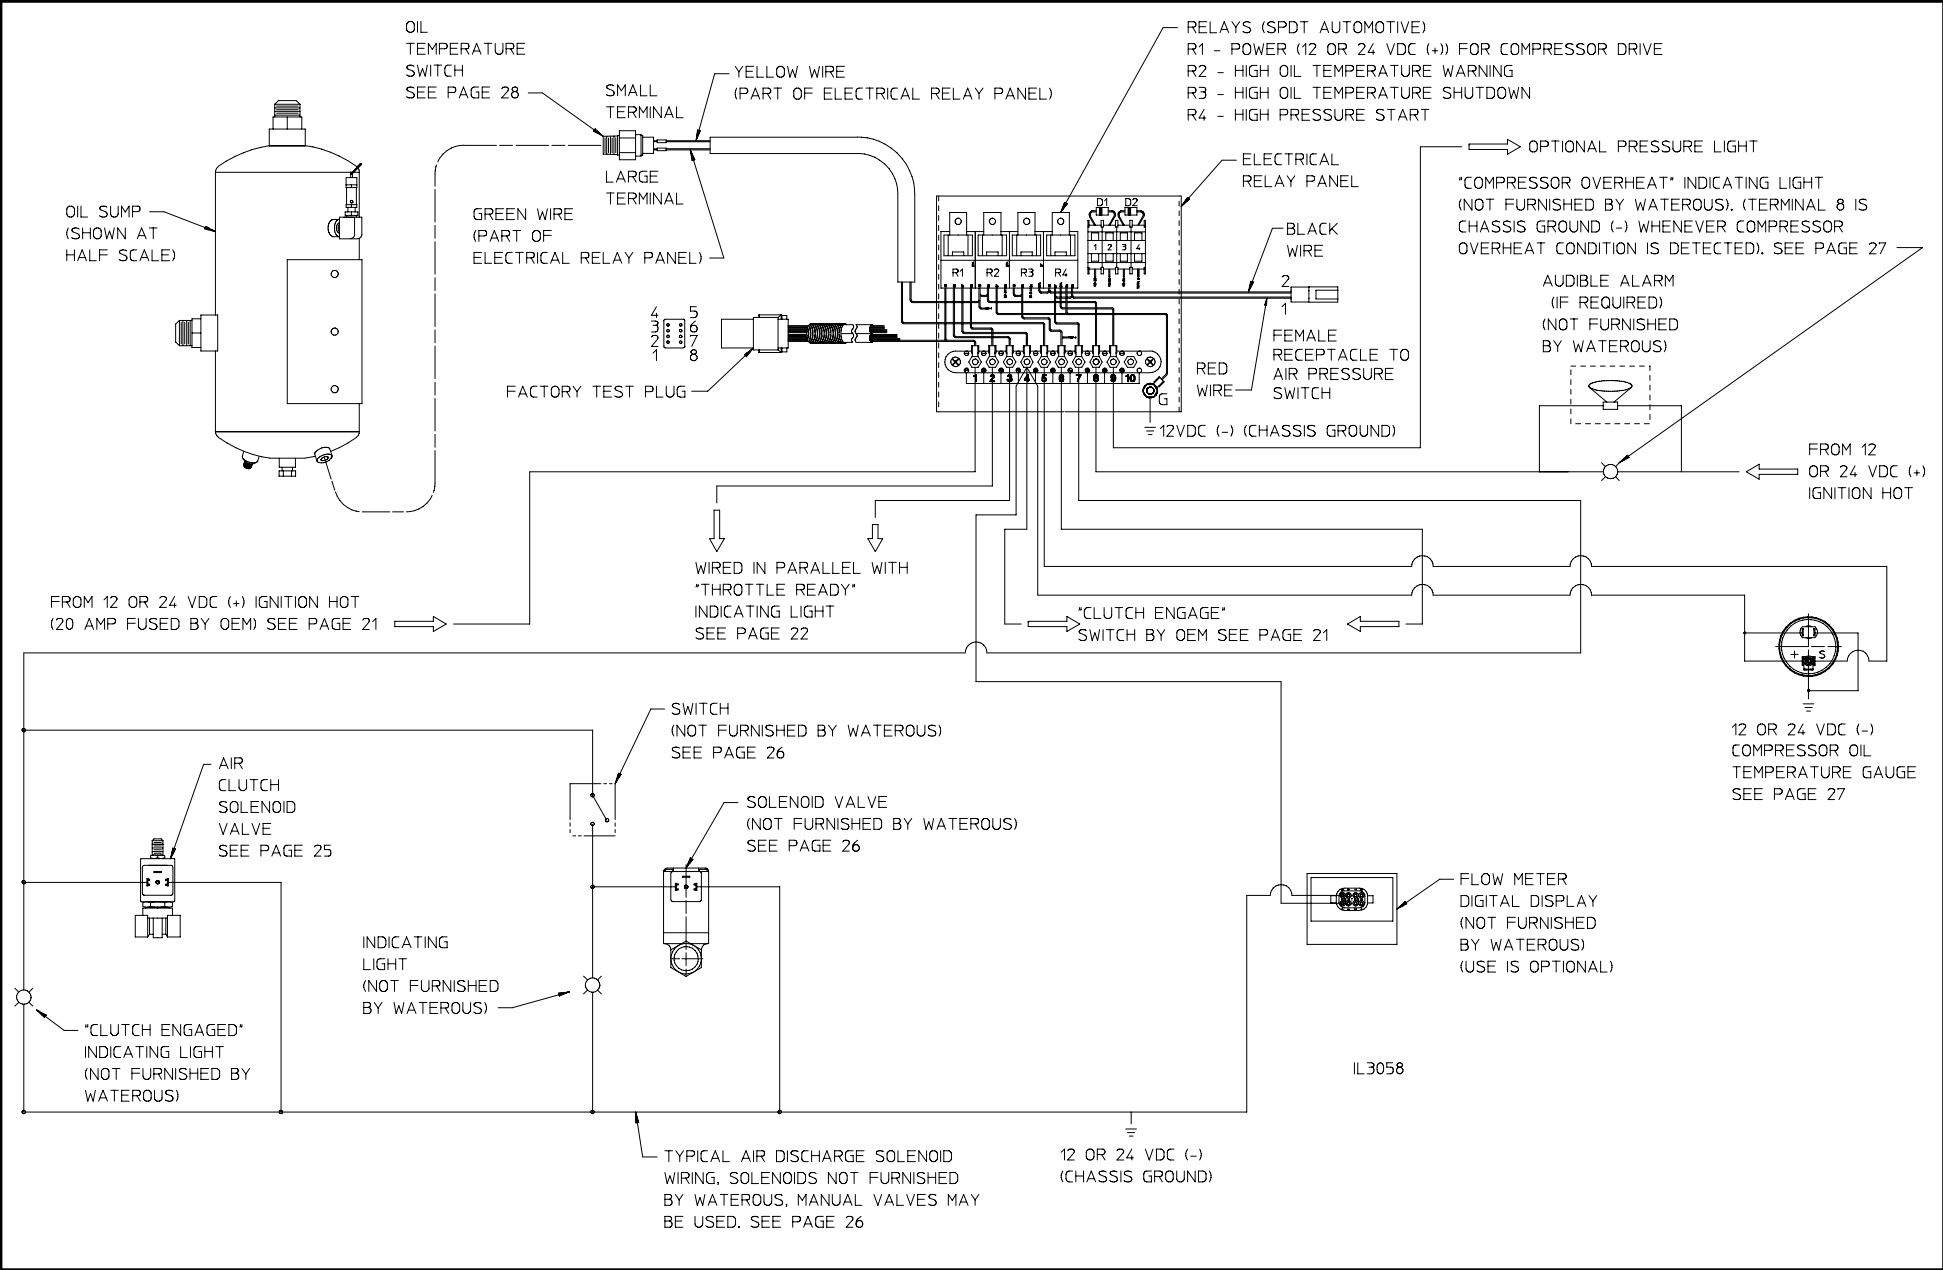 OIL
TEMPERATURE
SWITCH
SEE PAGE 28
SMALL
TERMINAL
LARGE
TERMINAL
YELLOW WIRE
(PART OF ELECTRICAL RELAY PANEL)
RELAYS (SPDT AUTOMOTIVE)
R1 - POWER (12 OR 24 VDC (+)) FOR COMPRESSOR DRIVE
R2 - HIGH OIL TEMPERATURE WARNING
R3 - HIGH OIL TEMPERATURE SHUTDOWN
R4 - HIGH PRESSURE START
OPTIONAL PRESSURE LIGHT
ELECTRICAL
RELAY PANEL
"COMPRESSOR OVERHEAT" INDICATING LIGHT
(NOT FURNISHED BY WATEROUS). (TERMINAL 8 IS
CHASSIS GROUND (-) WHENEVER COMPRESSOR
OVERHEAT CONDITION IS DETECTED). SEE PAGE 27
OIL SUMP
(SHOWN AT
HALF SCALE)
GREEN WIRE
(PART OF
ELECTRICAL RELAY PANEL)
D1 D2
1 2 3 4
R1 R2 R3 R4
BLACK
WIRE
2
1
AUDIBLE ALARM
(IF REQUIRED)
(NOT FURNISHED
BY WATEROUS)
4 5
3 6
2 7
1 8
FACTORY TEST PLUG
FEMALE
RECEPTACLE TO
AIR PRESSURE
SWITCH
RED
WIRE
1 2 3 4 5 6 7 8 9 10
G
12VDC (-) (CHASSIS GROUND)
FROM 12
OR 24 VDC (+)
IGNITION HOT
WIRED IN PARALLEL WITH
"THROTTLE READY"
INDICATING LIGHT
SEE PAGE 22
FROM 12 OR 24 VDC (+) IGNITION HOT
(20 AMP FUSED BY OEM) SEE PAGE 21
"CLUTCH ENGAGE"
SWITCH BY OEM SEE PAGE 21
+ S
12 OR 24 VDC (-)
COMPRESSOR OIL
TEMPERATURE GAUGE
SEE PAGE 27
SWITCH
(NOT FURNISHED BY WATEROUS)
SEE PAGE 26
AIR
CLUTCH
SOLENOID
VALVE
SEE PAGE 25
SOLENOID VALVE
(NOT FURNISHED BY WATEROUS)
SEE PAGE 26
FLOW METER
DIGITAL DISPLAY
(NOT FURNISHED
BY WATEROUS)
(USE IS OPTIONAL)
INDICATING
LIGHT
(NOT FURNISHED
BY WATEROUS)
"CLUTCH ENGAGED"
INDICATING LIGHT
(NOT FURNISHED BY
WATEROUS)
IL3058
TYPICAL AIR DISCHARGE SOLENOID
WIRING, SOLENOIDS NOT FURNISHED
BY WATEROUS, MANUAL VALVES MAY
BE USED. SEE PAGE 26
12 OR 24 VDC (-)
(CHASSIS GROUND)